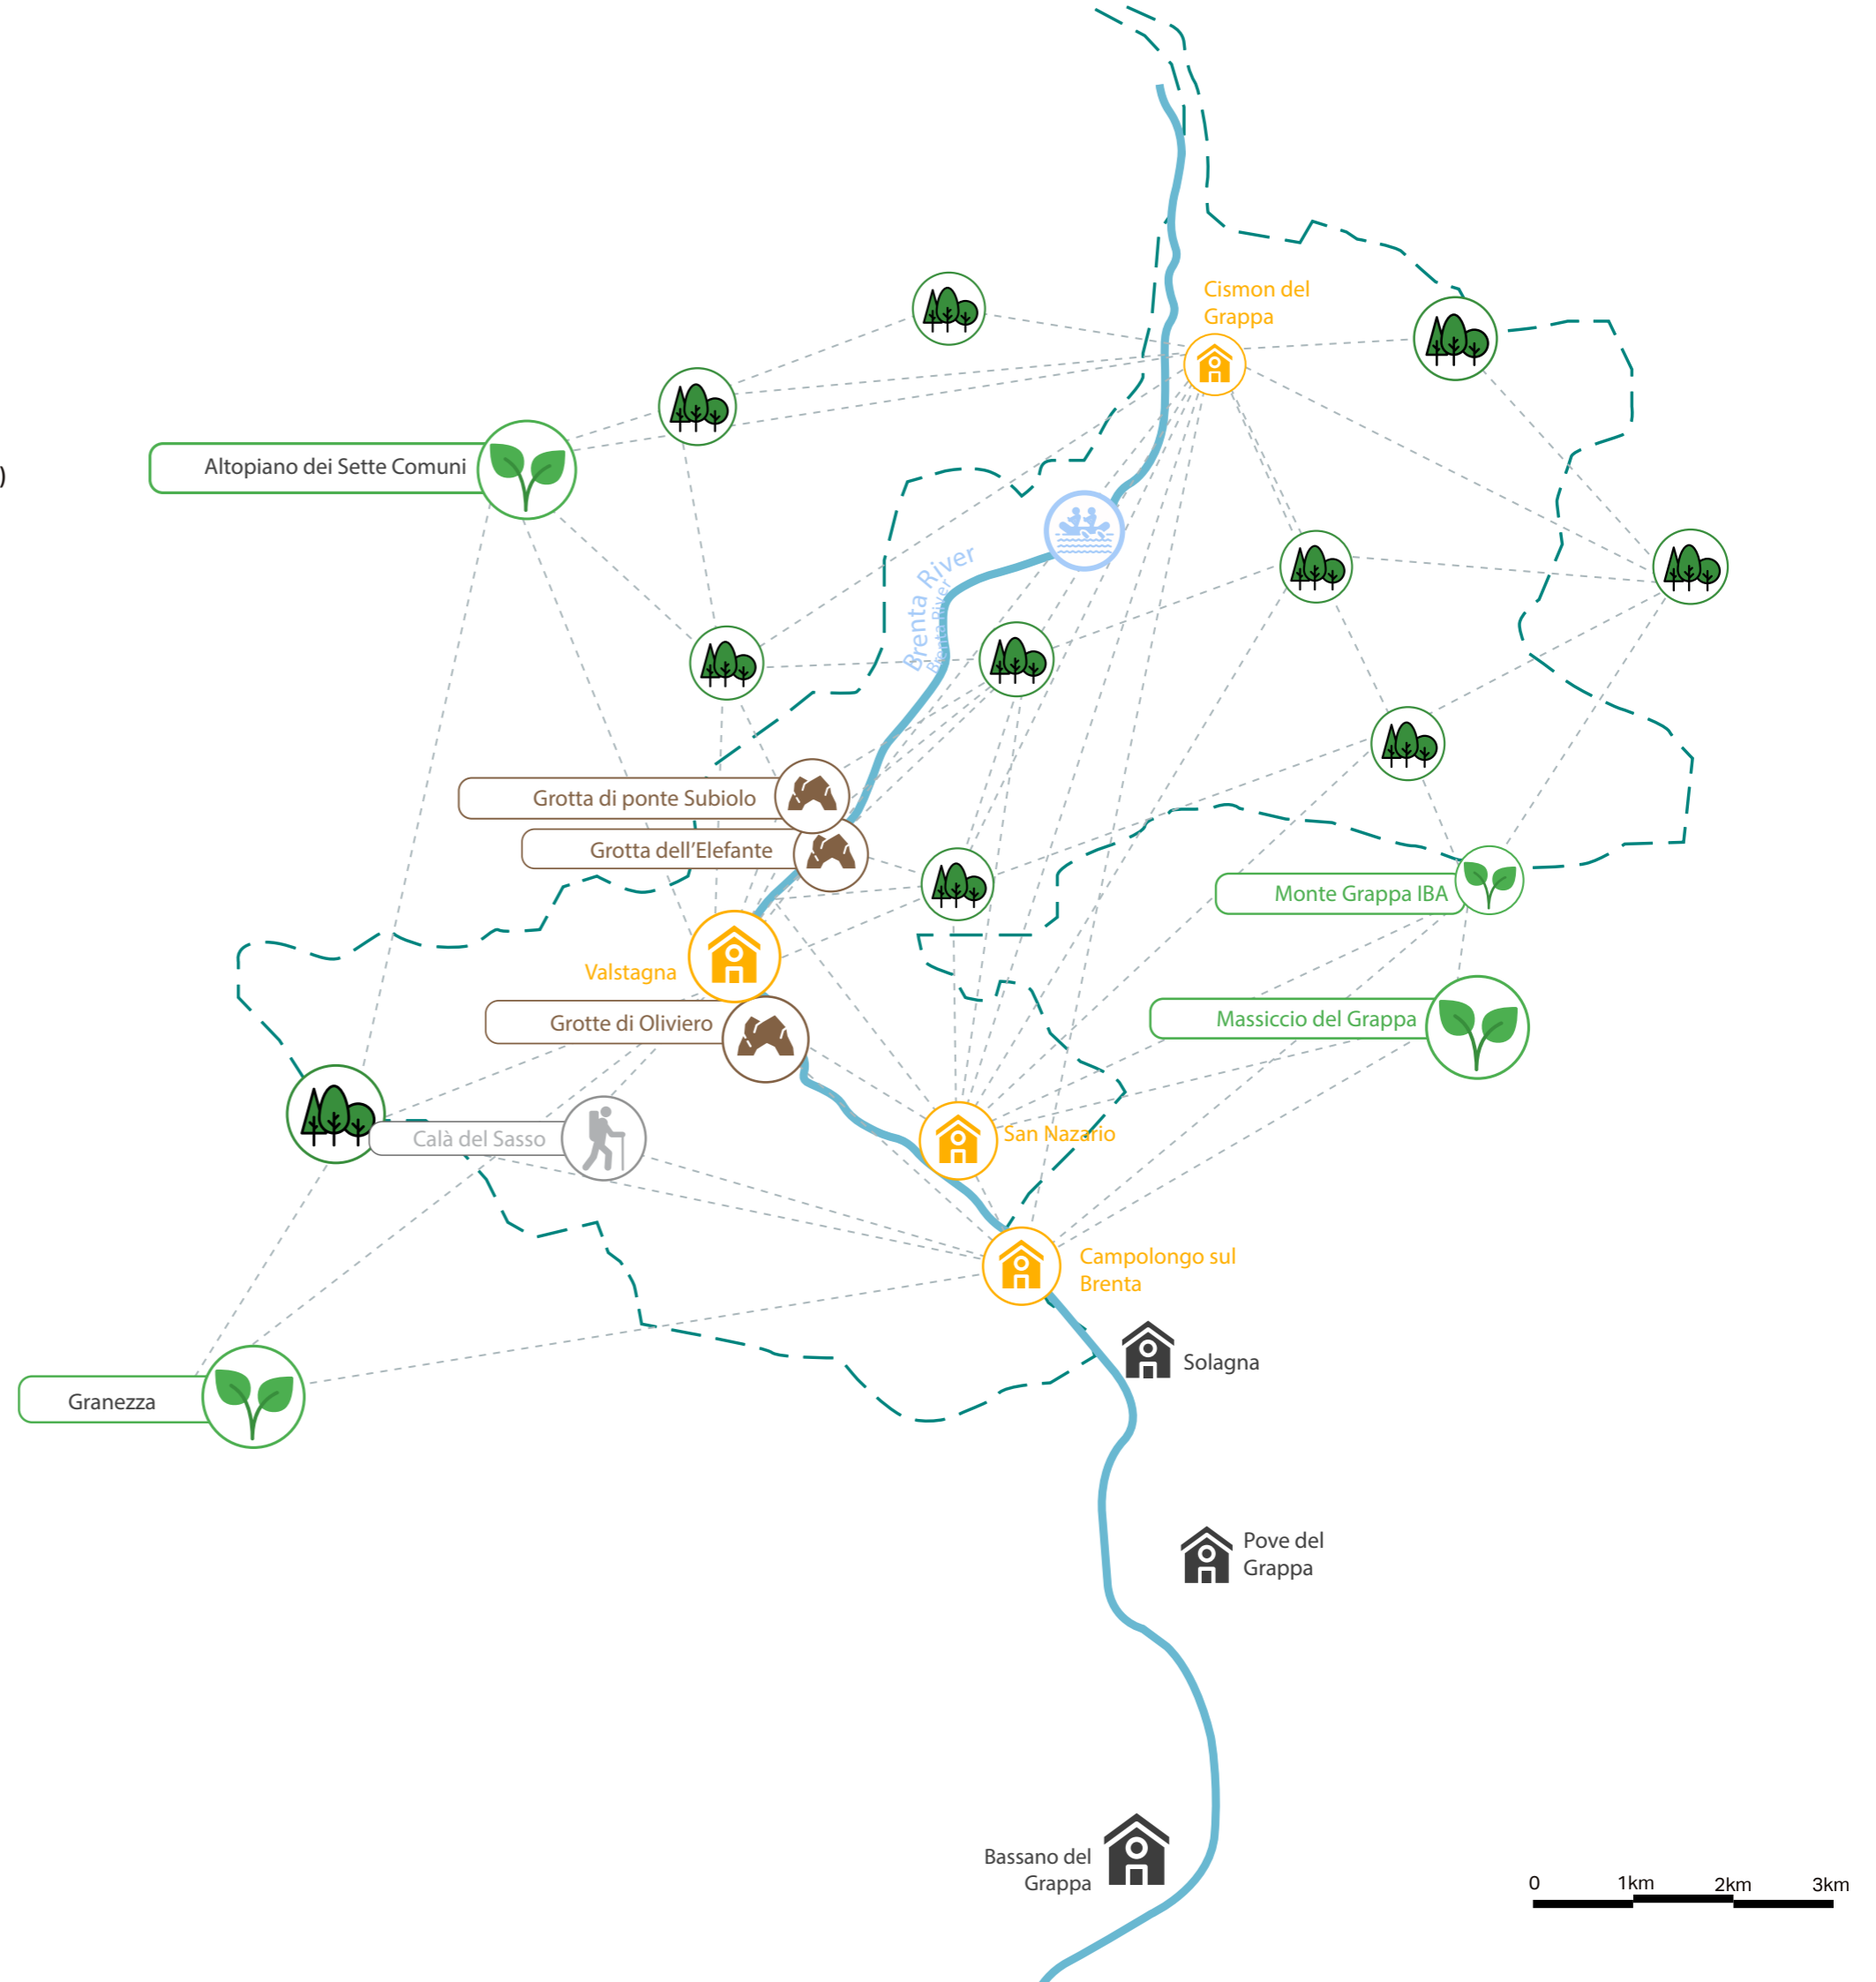 Cismon del
Grappa
)
Altopiano dei Sette Comuni
Brenta River
Brenta River
Grotta di ponte Subiolo
Grotta dell'Elefante
Monte Grappa IBA
Valstagna
Massiccio del Grappa
Grotte di Oliviero
San Nazario
Calà del Sasso
Campolongo sul
Brenta
Solagna
Granezza
Pove del
Grappa
Bassano del
Grappa
0 1km 2km 3km